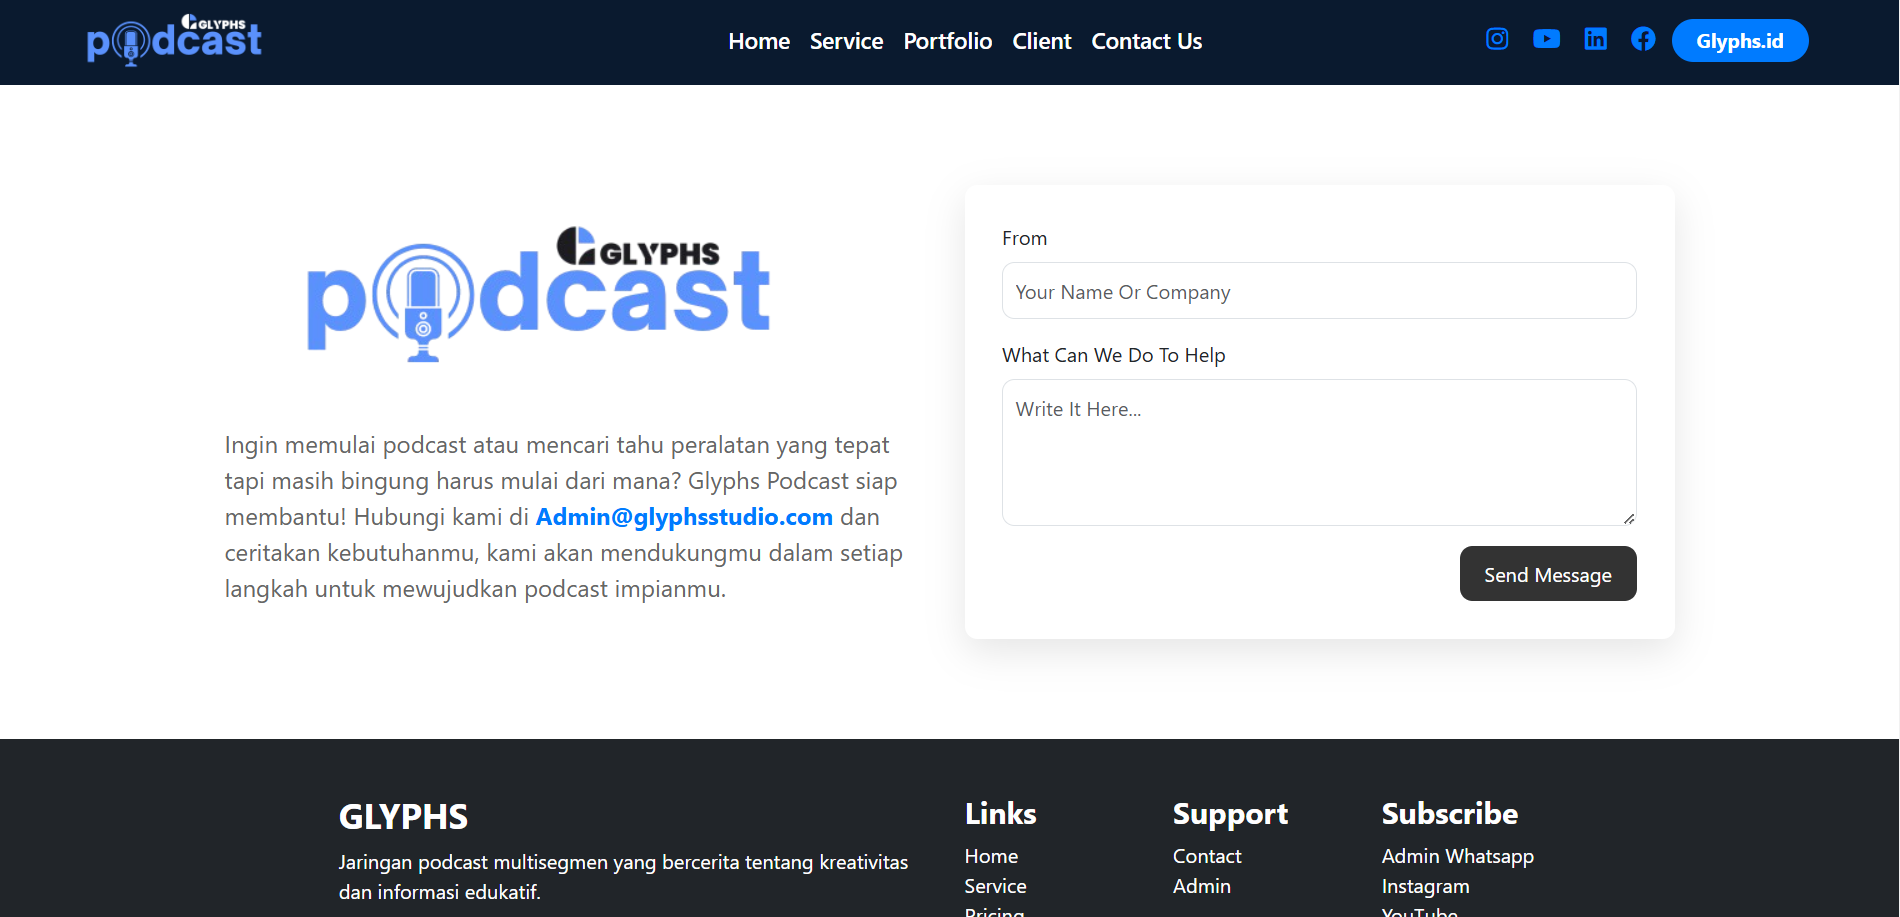 GLYPHS
podcast
Home Service Portfolio Client Contact Us
Glyphs.id
GLYPHS
podcast
Ingin memulai podcast atau mencari tahu peralatan yang tepat
tapi masih bingung harus mulai dari mana? Glyphs Podcast siap
membantu! Hubungi kami di Admin@glyphsstudio.com dan
ceritakan kebutuhanmu, kami akan mendukungmu dalam setiap
langkah untuk mewujudkan podcast impianmu.
From
Your Name Or Company
What Can We Do To Help
Write It Here...
Send Message
GLYPHS
Jaringan podcast multisegmen yang bercerita tentang kreativitas
dan informasi edukatif.
Links
Home
Service
Pricing
Support
Contact
Admin
Subscribe
Admin Whatsapp
Instagram
YouTube